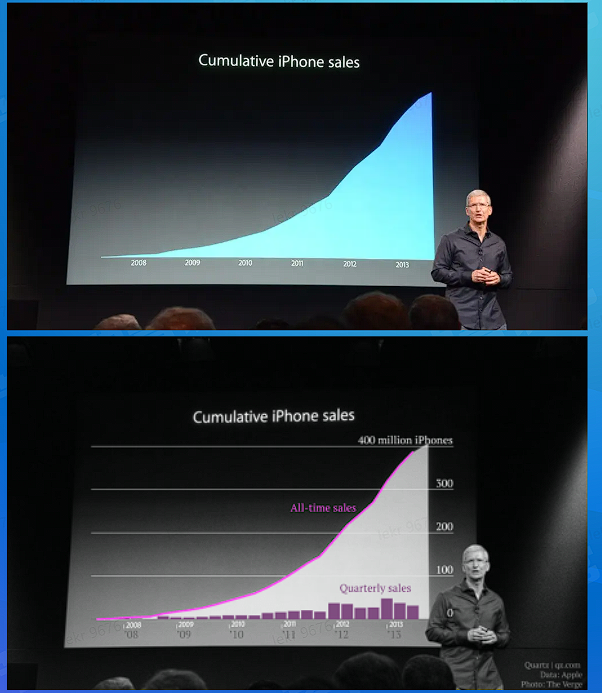 Cumulative iPhone sales
2008 2009 2010 2011 2012 2013
Cumulative iPhone sales
400 million iPhones
300
All-time sales
200
100
Quarterly sales
0
2008 2009 2010 2011 2012 2013
'08 '09 '10 '11 '12 '13
Quartz | qz.com
Data: Apple
Photo: The Verge